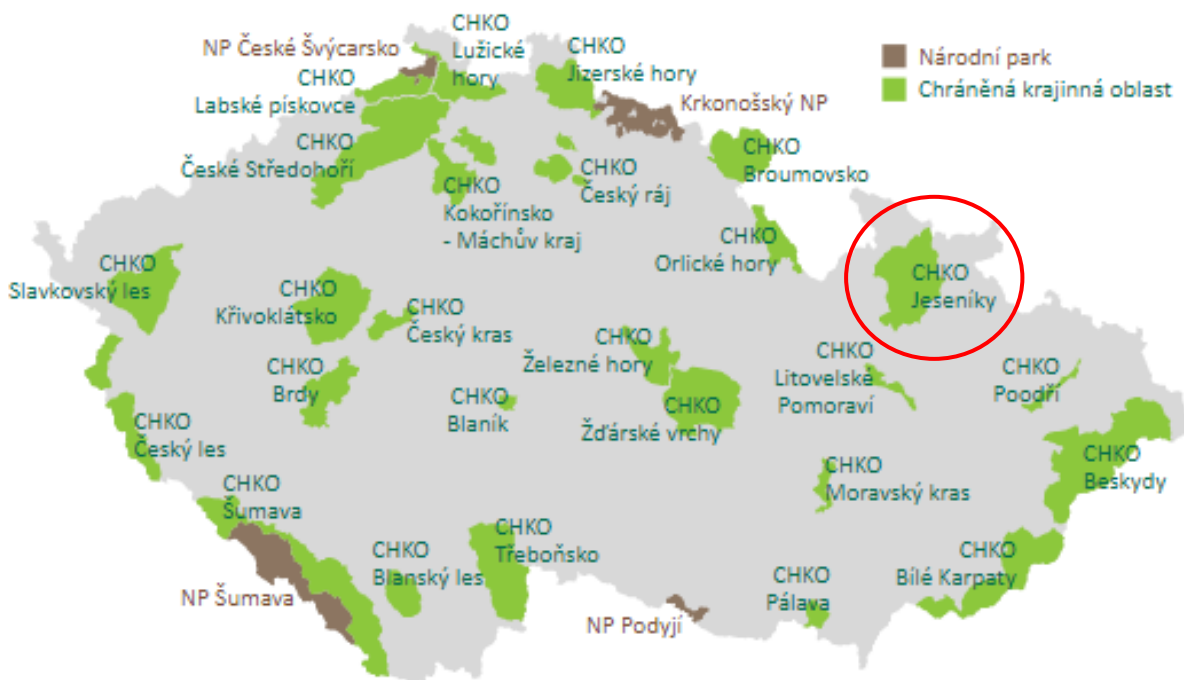 CHKO
Lužické
hory
NP České Švýcarsko
CHKO
Jizerské hory
Národní park
Chráněná krajinná oblast
CHKO
Labské pískovce
Krkonošský NP
CHKO
České Středohoří
CHKO
Broumovsko
CHKO
Český ráj
CHKO
Kokořínsko
- Máchův kraj
CHKO
Orlické hory
CHKO
Jeseníky
CHKO
Slavkovský les
CHKO
Křivoklátsko
CHKO
Český kras
CHKO
Železné hory
CHKO
Litovelské
Pomoraví
CHKO
Poodří
CHKO
Brdy
CHKO
Blaník
CHKO
Žďárské vrchy
CHKO
Český les
CHKO
Beskydy
CHKO
Moravský kras
CHKO
Šumava
CHKO
Třeboňsko
CHKO
Blanský les
CHKO
Bílé Karpaty
NP Šumava
CHKO
Pálava
NP Podyjí